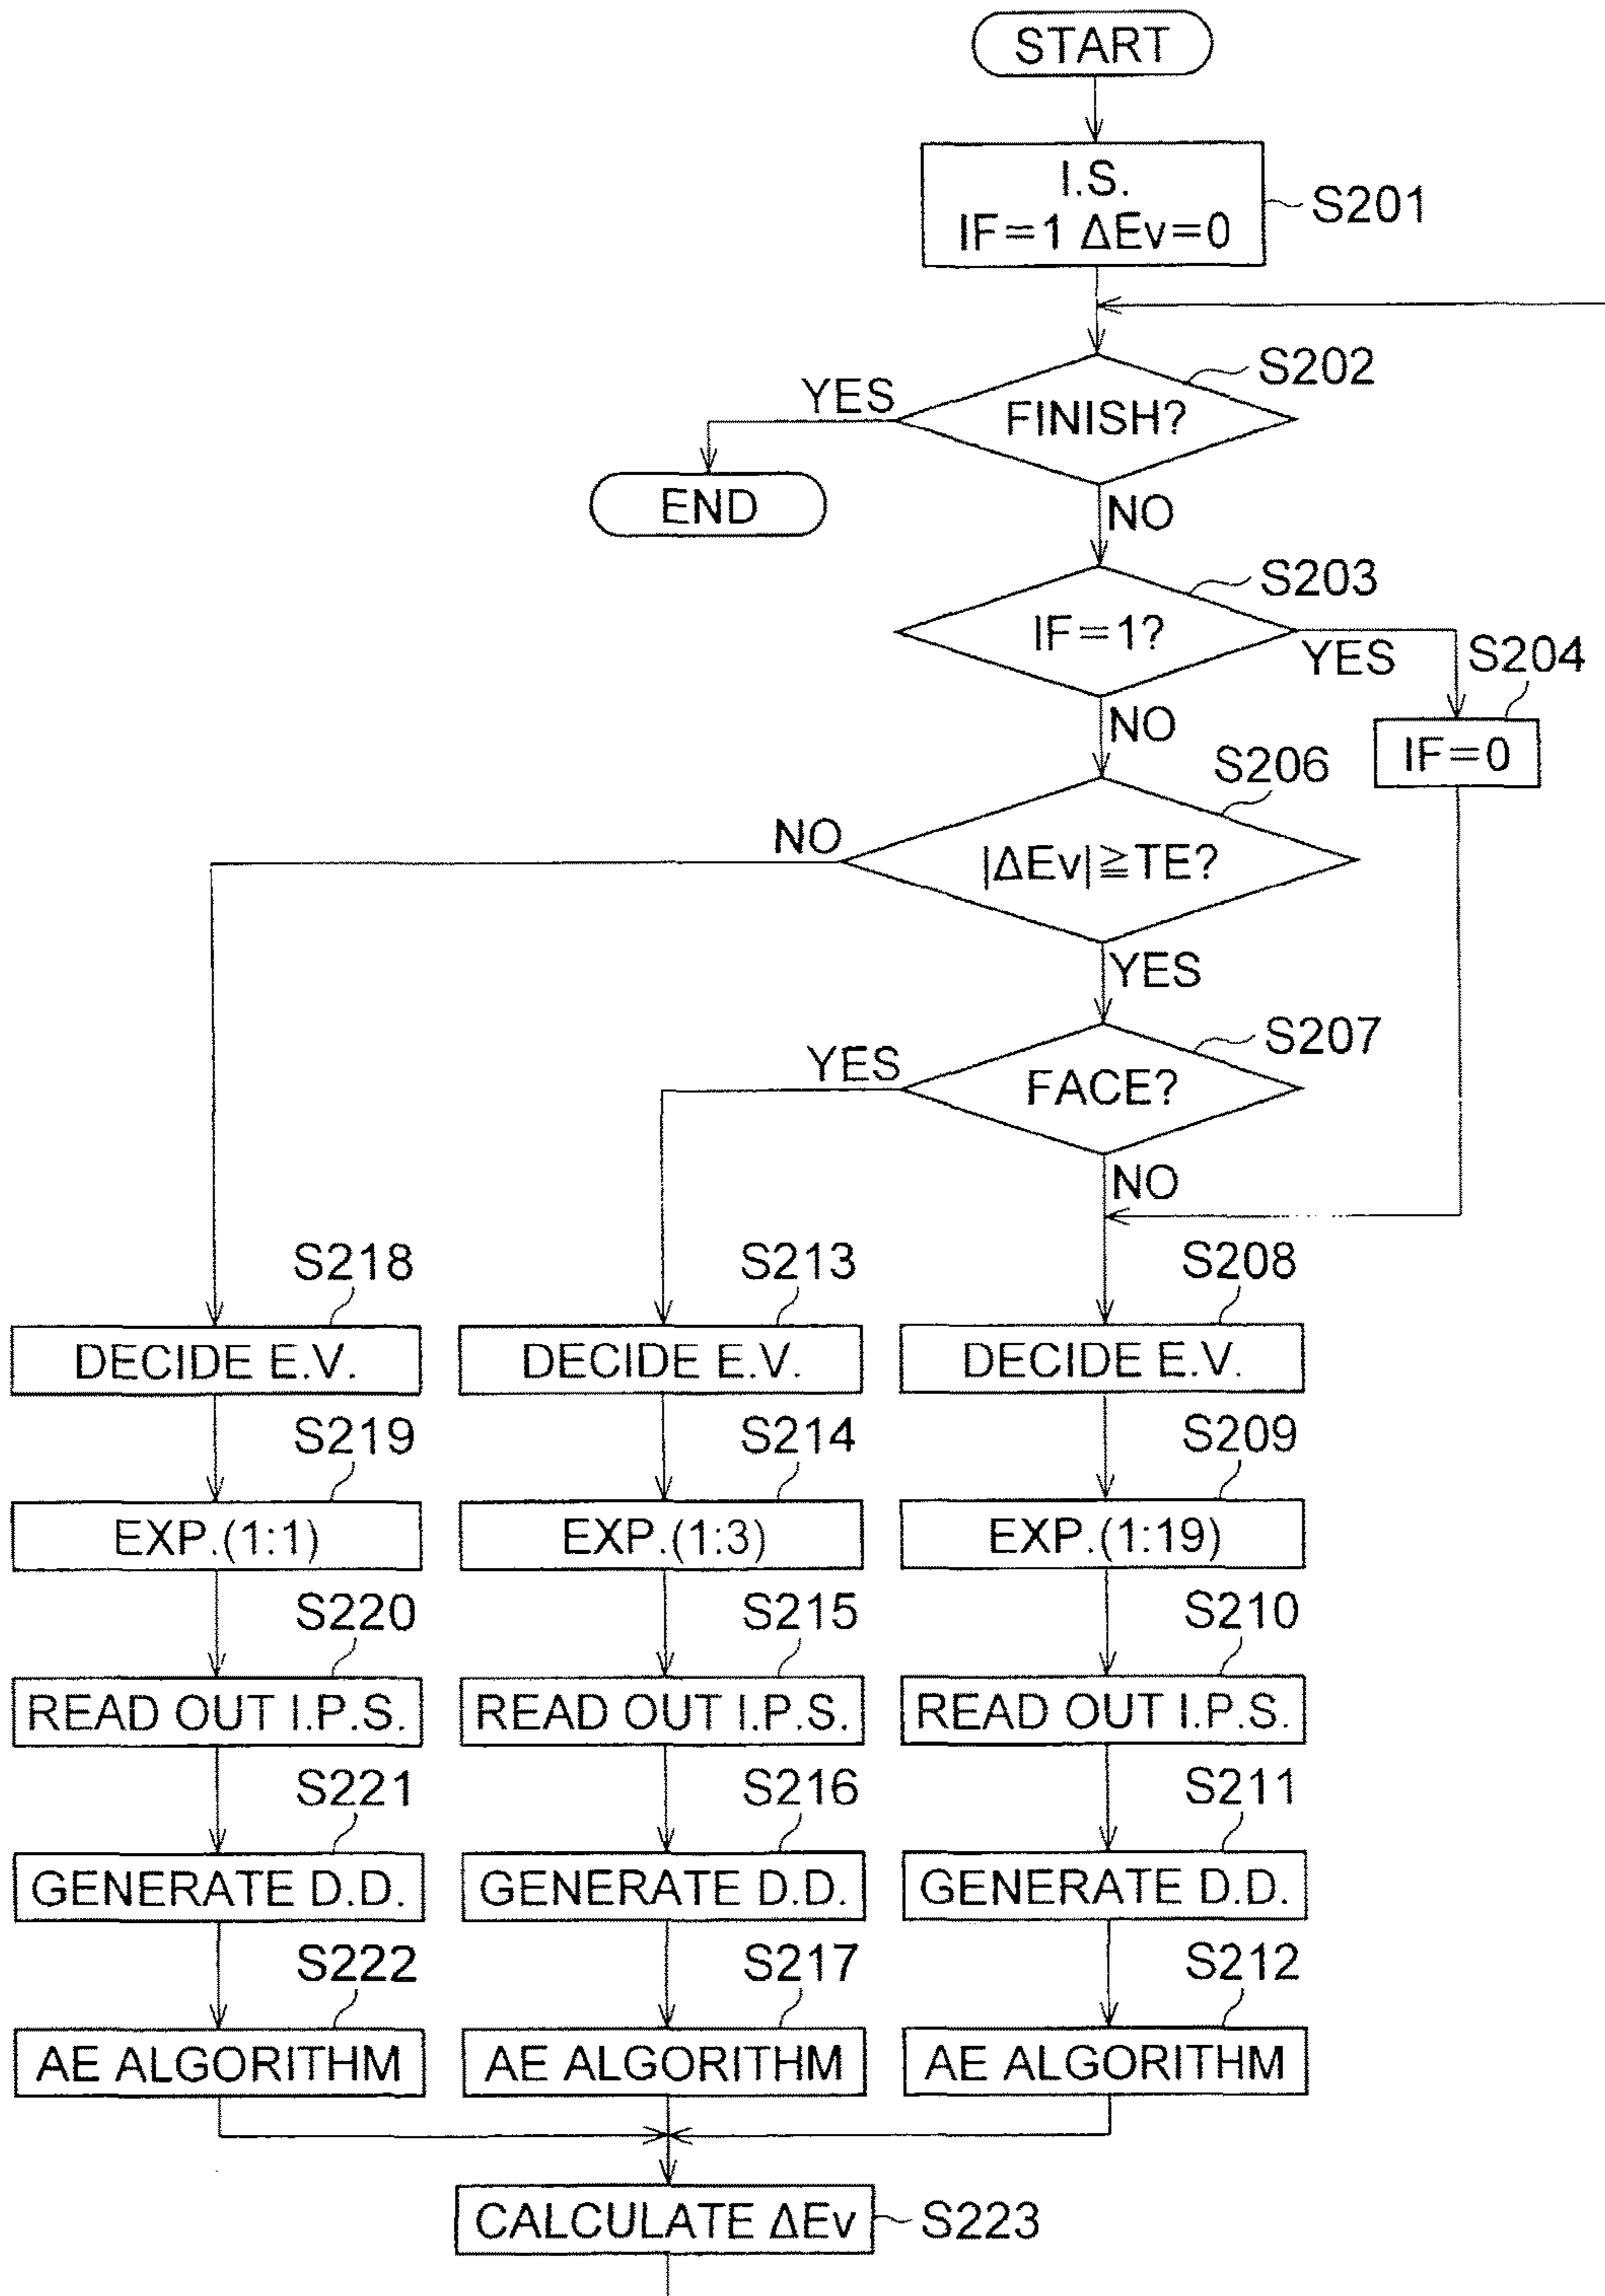 START
I.S.
IF=1 ΔEv=0
S201
S202
YES
FINISH?
END
NO
S203
IF=1?
YES
S204
NO
IF=0
S206
NO
|ΔEv|≧TE?
YES
S207
YES
FACE?
NO
S218
S213
S208
DECIDE E.V.
DECIDE E.V.
DECIDE E.V.
S219
S214
S209
EXP.(1:1)
EXP.(1:3)
EXP.(1:19)
S220
S215
S210
READ OUT I.P.S.
READ OUT I.P.S.
READ OUT I.P.S.
S221
S216
S211
GENERATE D.D.
GENERATE D.D.
GENERATE D.D.
S222
S217
S212
AE ALGORITHM
AE ALGORITHM
AE ALGORITHM
CALCULATE ΔEv
S223